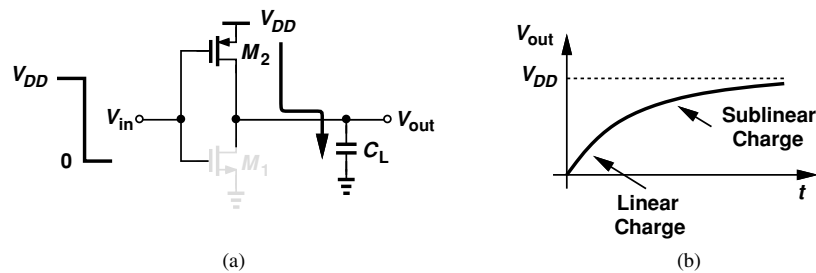 V_DD
0
V_in
V_DD
M_2
M_1
C_L
V_out
(a)
V_out
V_DD
Sublinear
Charge
Linear
Charge
t
(b)